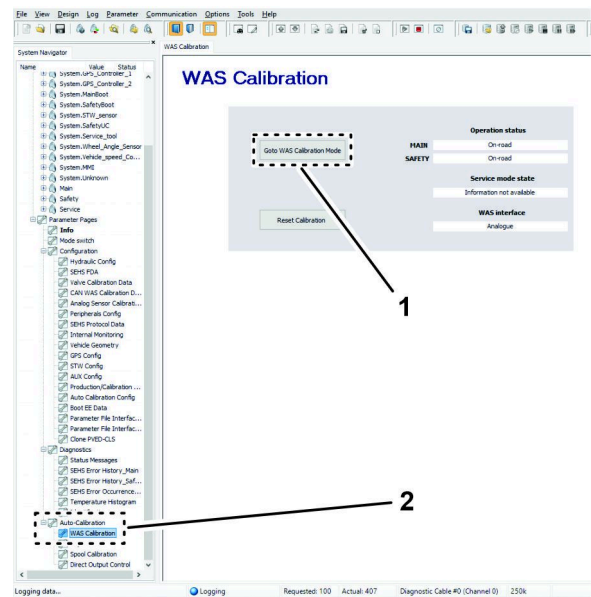 File View Design Log Parameter Communication Options Tools Help
System Navigator
Name Value Status
System.GPS_Controller_1
System.GPS_Controller_2
System.MainBoot
System.SafetyBoot
System.STW_sensor
System.SafetyUC
System.Service_tool
System.Wheel_Angle_Sensor
System.Vehicle_speed_Co...
System.MMI
System.Unknown
Main
Safety
Service
Parameter Pages
Info
Mode switch
Configuration
Hydraulic Config
SEHS FDA
Valve Calibration Data
CAN WAS Calibration D...
Analog Sensor Calibrati...
Peripherals Config
SEHS Protocol Data
Internal Monitoring
Vehicle Geometry
GPS Config
STW Config
AUX Config
Production/Calibration ...
Auto Calibration Config
Boot EE Data
Parameter File Interfac...
Parameter File Interfac...
Clone PVED-CLS
Diagnostics
Status Messages
SEHS Error History_Main
SEHS Error History_Saf...
SEHS Error Occurrence...
Temperature Histogram
Auto-Calibration
WAS Calibration
Spool Calibration
Direct Output Control
WAS Calibration
WAS Calibration
Goto WAS Calibration Mode
Reset Calibration
Operation status
MAIN On-road
SAFETY On-road
Service mode state
Information not available
WAS interface
Analogue
1
2
Logging data... Logging Requested: 100 Actual: 407 Diagnostic Cable #0 (Channel 0) 250k